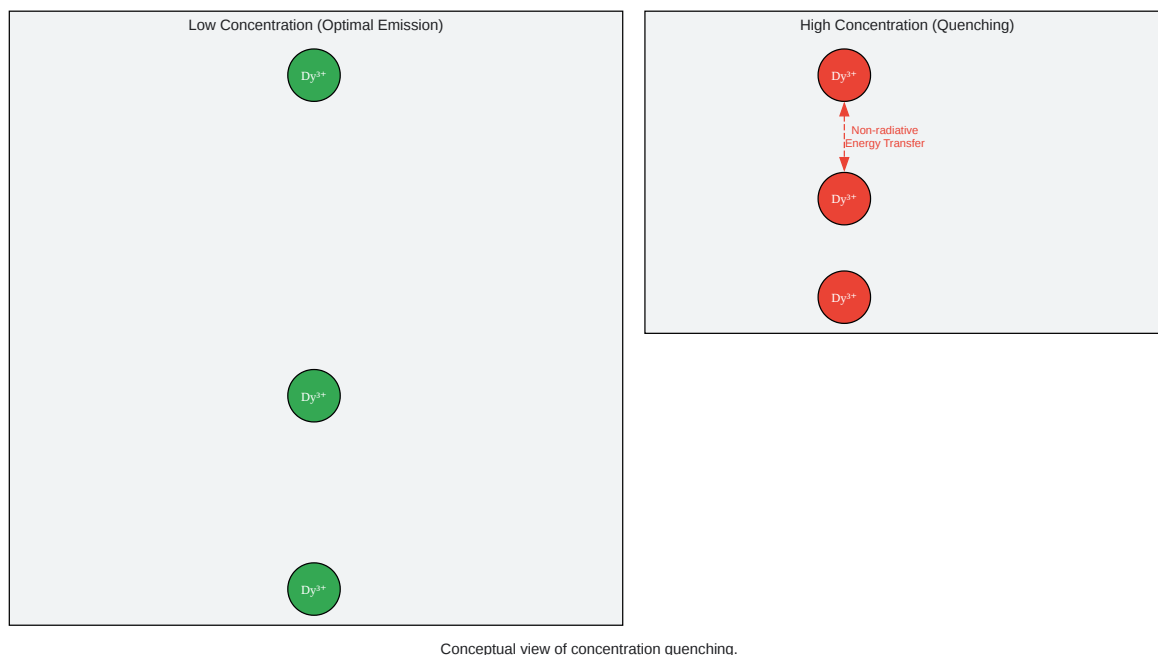 Low Concentration (Optimal Emission)
Dy³⁺
Dy³⁺
Dy³⁺
High Concentration (Quenching)
Dy³⁺
Non-radiative
Energy Transfer
Dy³⁺
Dy³⁺
Conceptual view of concentration quenching.